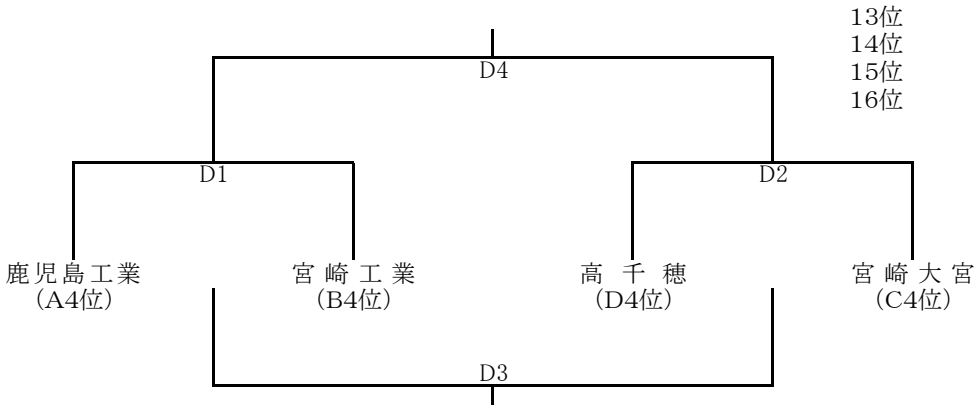 13位
14位
15位
16位
D4
D1
D2
鹿児島工業
(A4位)
宮崎工業
(B4位)
高千穂
(D4位)
宮崎大宮
(C4位)
D3